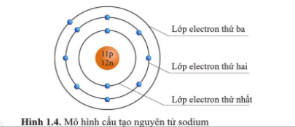 Lớp electron thứ ba
11p
12n
Lớp electron thứ hai
Lớp electron thứ nhất
Hình 1.4. Mô hình cấu tạo nguyên tử sodium